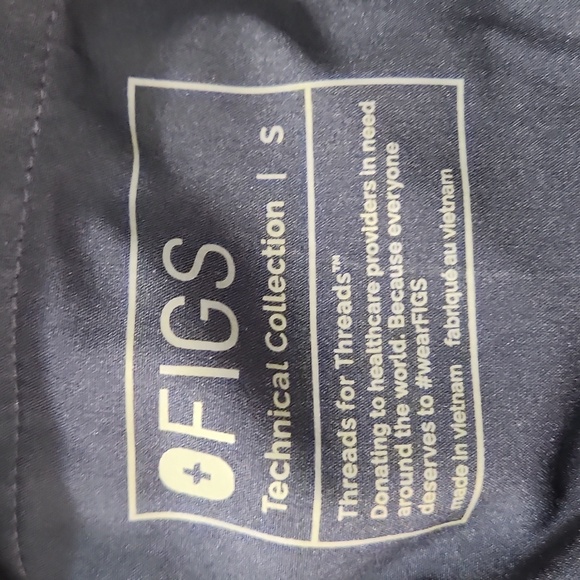 FIGS
Technical Collection | S
Threads for Threads™
Donating to healthcare providers in need
around the world. Because everyone
deserves to #wearFIGS
made in vietnam fabriqué au vietnam